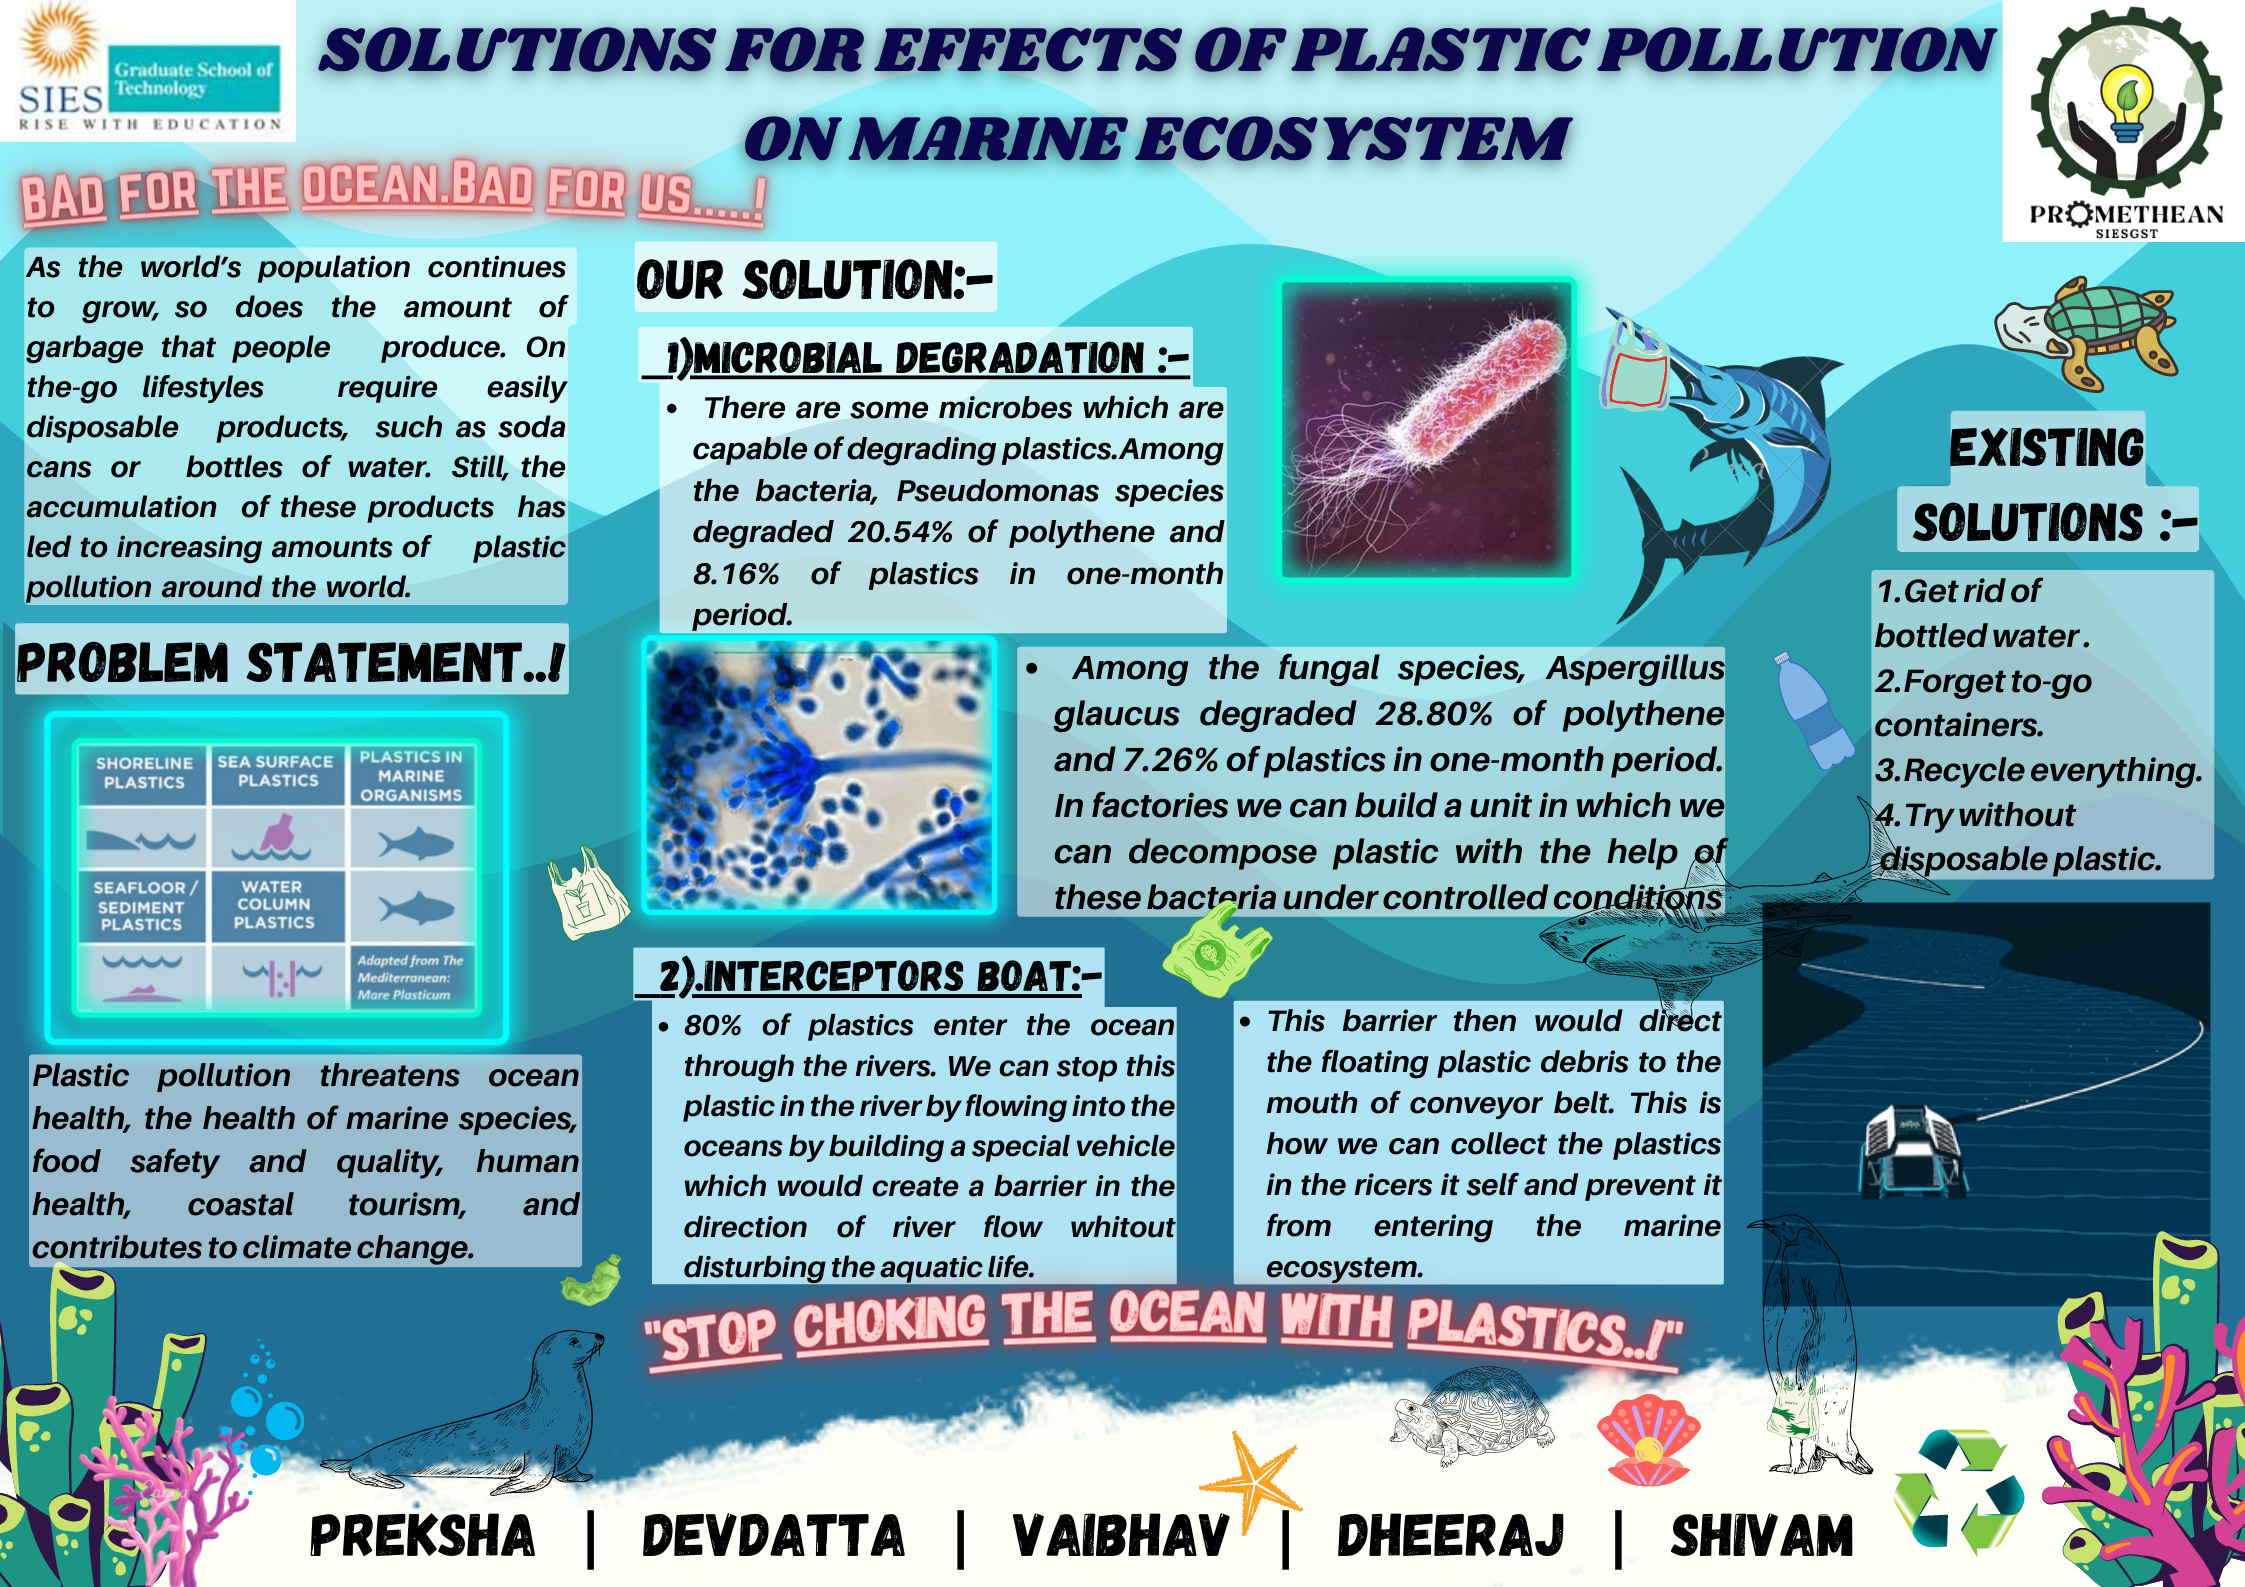 SIES
Graduate School of
Technology
RISE WITH EDUCATION
SOLUTIONS FOR EFFECTS OF PLASTIC POLLUTION
ON MARINE ECOSYSTEM
PROMETHEAN
SIESGST
BAD FOR THE OCEAN.BAD FOR US.....!
As the world's population continues
to grow, so does the amount of
garbage that people produce. On
the-go lifestyles require easily
disposable products, such as soda
cans or bottles of water. Still, the
accumulation of these products has
led to increasing amounts of plastic
pollution around the world.
PROBLEM STATEMENT..!
SHORELINE
PLASTICS
SEA SURFACE
PLASTICS
PLASTICS IN
MARINE
ORGANISMS
SEAFLOOR /
SEDIMENT
PLASTICS
WATER
COLUMN
PLASTICS
Adapted from The
Mediterranean:
Mare Plasticum
Plastic pollution threatens ocean
health, the health of marine species,
food safety and quality, human
health, coastal tourism, and
contributes to climate change.
OUR SOLUTION:-
1)MICROBIAL DEGRADATION :-
• There are some microbes which are
capable of degrading plastics.Among
the bacteria, Pseudomonas species
degraded 20.54% of polythene and
8.16% of plastics in one-month
period.
• Among the fungal species, Aspergillus
glaucus degraded 28.80% of polythene
and 7.26% of plastics in one-month period.
In factories we can build a unit in which we
can decompose plastic with the help of
these bacteria under controlled conditions
2).INTERCEPTORS BOAT:-
• 80% of plastics enter the ocean
through the rivers. We can stop this
plastic in the river by flowing into the
oceans by building a special vehicle
which would create a barrier in the
direction of river flow whitout
disturbing the aquatic life.
• This barrier then would direct
the floating plastic debris to the
mouth of conveyor belt. This is
how we can collect the plastics
in the ricers it self and prevent it
from entering the marine
ecosystem.
EXISTING
SOLUTIONS :-
1.Get rid of
bottled water .
2.Forget to-go
containers.
3.Recycle everything.
4.Try without
disposable plastic.
"STOP CHOKING THE OCEAN WITH PLASTICS..!"
PREKSHA | DEVDATTA | VAIBHAV | DHEERAJ | SHIVAM